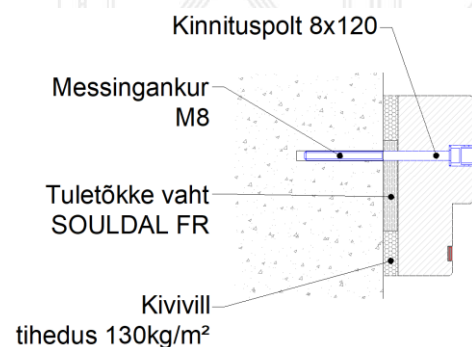 Kinnituspolt 8x120
Messingankur
M8
Tuletõkke vaht
SOULDAL FR
Kivivill
tihedus 130kg/m²